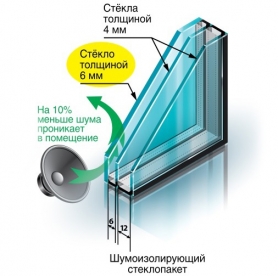 Стёкла
толщиной
4 мм
Стёкло
толщиной
6 мм
На 10%
меньше шума
проникает
в помещение
6
12
Шумоизолирующий
стеклопакет